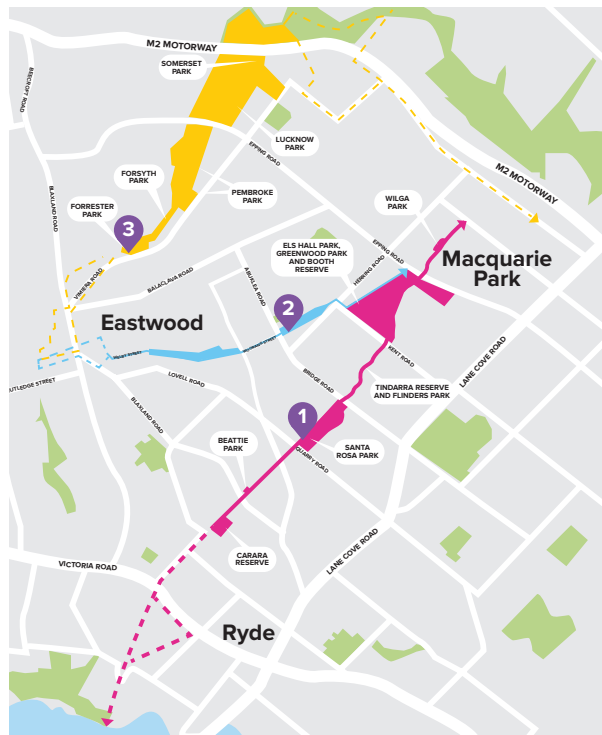 M2 MOTORWAY
SOMERSET
PARK
BEECROFT ROAD
LUCKNOW
PARK
EPPING ROAD
FORSYTH
PARK
PEMBROKE
PARK
M2 MOTORWAY
BLAXLAND ROAD
FORRESTER
PARK
3
WILGA
PARK
VIMIERA ROAD
BALACLAVA ROAD
ABUKLEA ROAD
ELS HALL PARK,
GREENWOOD PARK
AND BOOTH
RESERVE
EPPING ROAD
HERRING ROAD
Macquarie
Park
Eastwood
2
KENT ROAD
LANE COVE ROAD
UTLEDGE STREET
LOVELL ROAD
BRIDGE ROAD
TINDARRA RESERVE
AND FLINDERS PARK
BLAXLAND ROAD
1
BEATTIE
PARK
QUARRY ROAD
SANTA
ROSA PARK
CARARA
RESERVE
LANE COVE ROAD
VICTORIA ROAD
Ryde